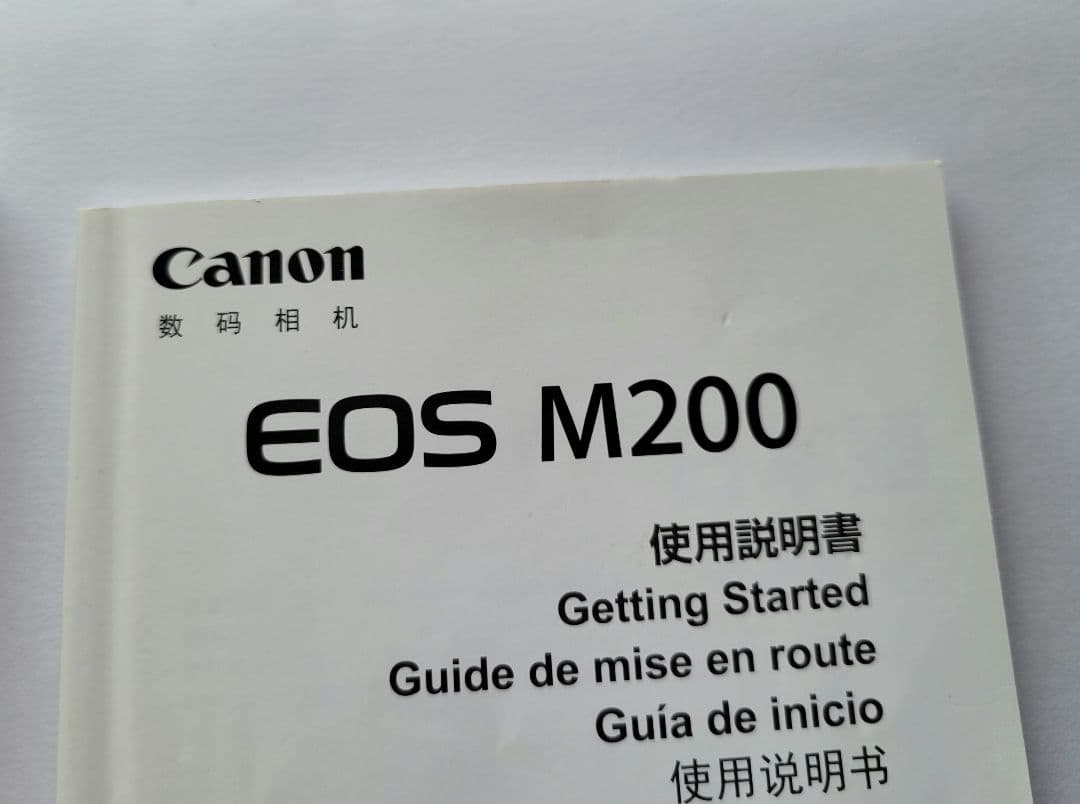 Canon
数码相机
EOS M200
使用説明書
Getting Started
Guide de mise en route
Guía de inicio
使用说明书